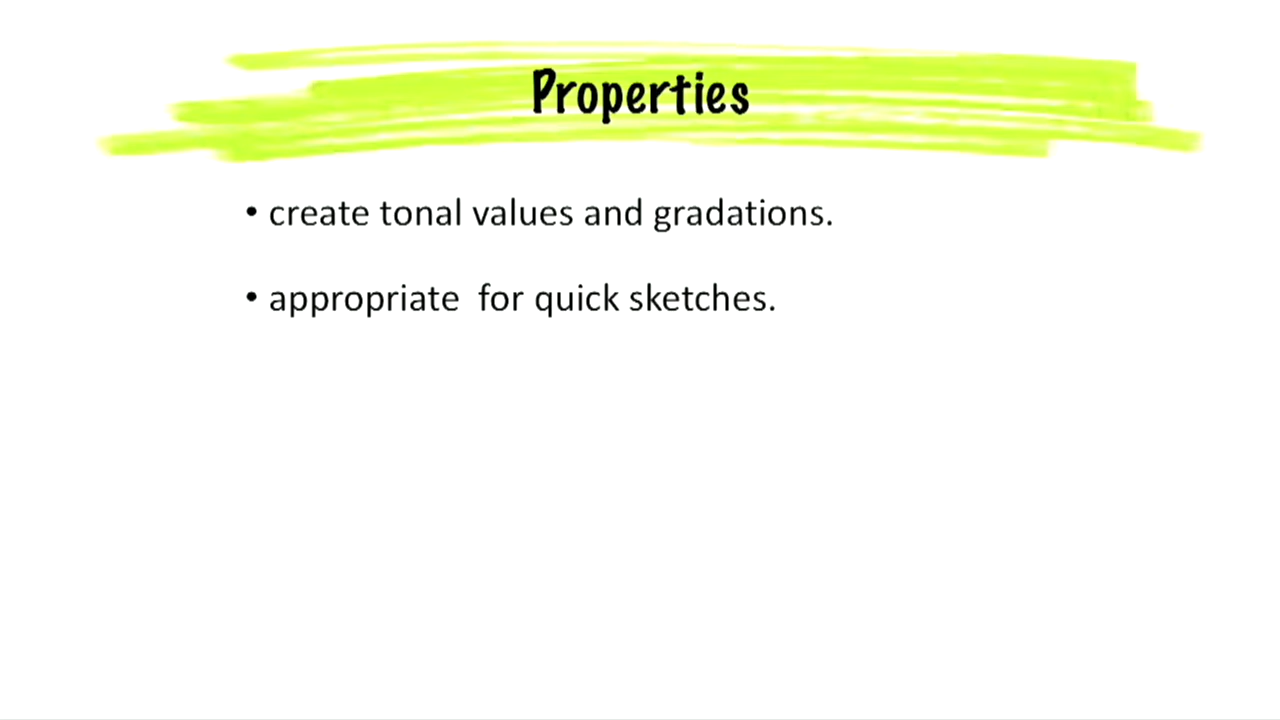 Properties
• create tonal values and gradations.
• appropriate  for quick sketches.